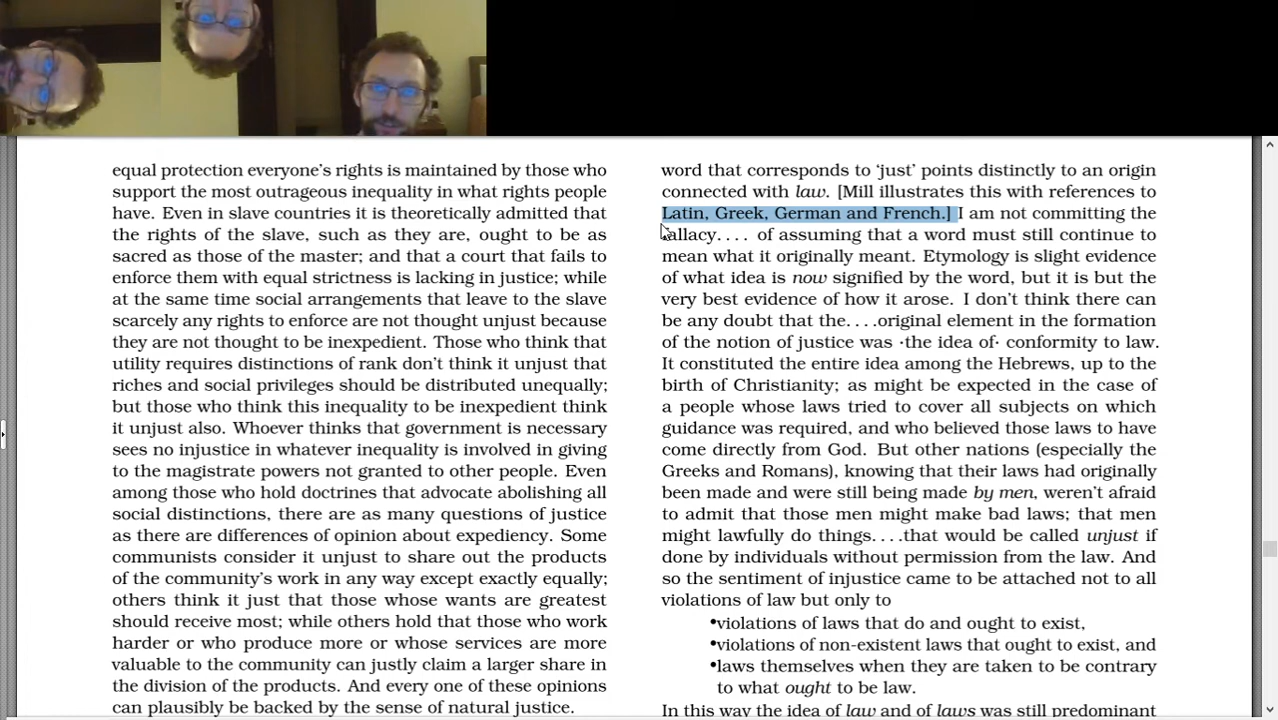 equal protection everyone's rights is maintained by those who
support the most outrageous inequality in what rights people
have. Even in slave countries it is theoretically admitted that
the rights of the slave, such as they are, ought to be as
sacred as those of the master; and that a court that fails to
enforce them with equal strictness is lacking in justice; while
at the same time social arrangements that leave to the slave
scarcely any rights to enforce are not thought unjust because
they are not thought to be inexpedient. Those who think that
utility requires distinctions of rank don't think it unjust that
riches and social privileges should be distributed unequally;
but those who think this inequality to be inexpedient think
it unjust also. Whoever thinks that government is necessary
sees no injustice in whatever inequality is involved in giving
to the magistrate powers not granted to other people. Even
among those who hold doctrines that advocate abolishing all
social distinctions, there are as many questions of justice
as there are differences of opinion about expediency. Some
communists consider it unjust to share out the products
of the community's work in any way except exactly equally;
others think it just that those whose wants are greatest
should receive most; while others hold that those who work
harder or who produce more or whose services are more
valuable to the community can justly claim a larger share in
the division of the products. And every one of these opinions
can plausibly be backed by the sense of natural justice.
word that corresponds to 'just' points distinctly to an origin
connected with law. [Mill illustrates this with references to
Latin, Greek, German and French.] I am not committing the
fallacy. . . . of assuming that a word must still continue to
mean what it originally meant. Etymology is slight evidence
of what idea is now signified by the word, but it is but the
very best evidence of how it arose. I don't think there can
be any doubt that the. . . .original element in the formation
of the notion of justice was ·the idea of· conformity to law.
It constituted the entire idea among the Hebrews, up to the
birth of Christianity; as might be expected in the case of
a people whose laws tried to cover all subjects on which
guidance was required, and who believed those laws to have
come directly from God. But other nations (especially the
Greeks and Romans), knowing that their laws had originally
been made and were still being made by men, weren't afraid
to admit that those men might make bad laws; that men
might lawfully do things. . . .that would be called unjust if
done by individuals without permission from the law. And
so the sentiment of injustice came to be attached not to all
violations of law but only to
•violations of laws that do and ought to exist,
•violations of non-existent laws that ought to exist, and
•laws themselves when they are taken to be contrary
to what ought to be law.
In this way the idea of law and of laws was still predominant